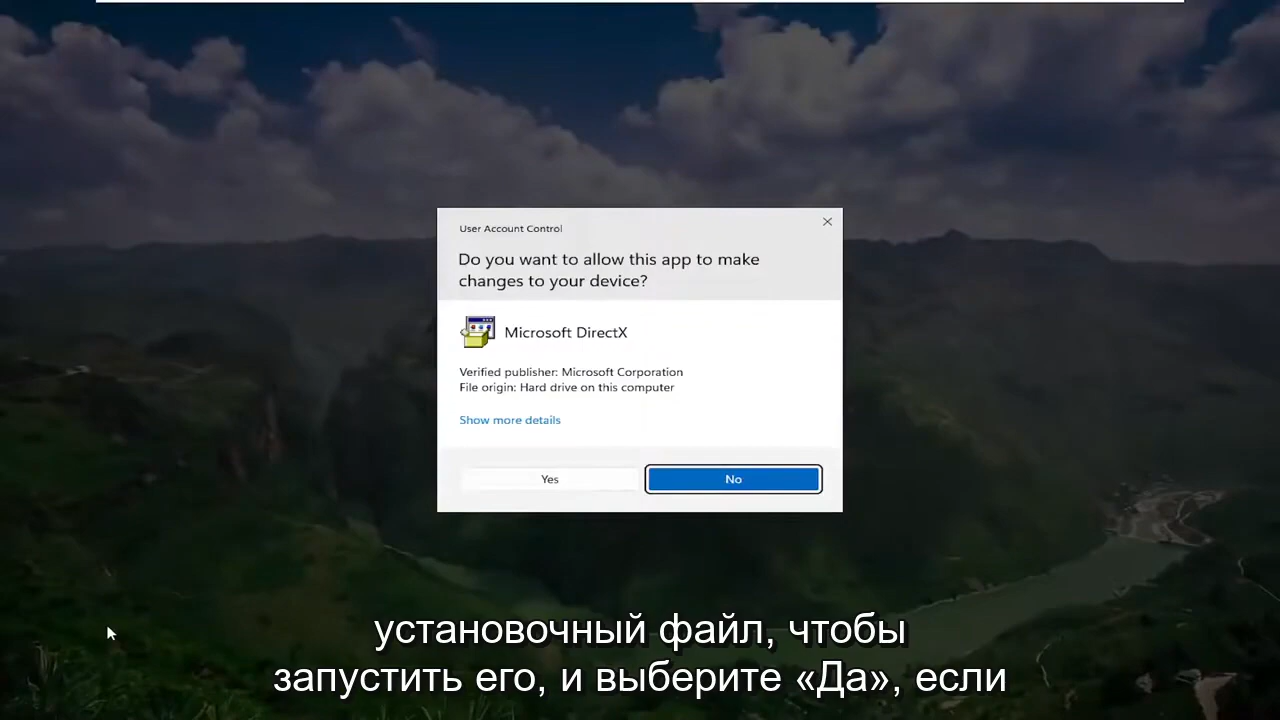 User Account Control
Do you want to allow this app to make
changes to your device?
Microsoft DirectX
Verified publisher: Microsoft Corporation
File origin: Hard drive on this computer
Show more details
Yes
No
установочный файл, чтобы
запустить его, и выберите «Да», если